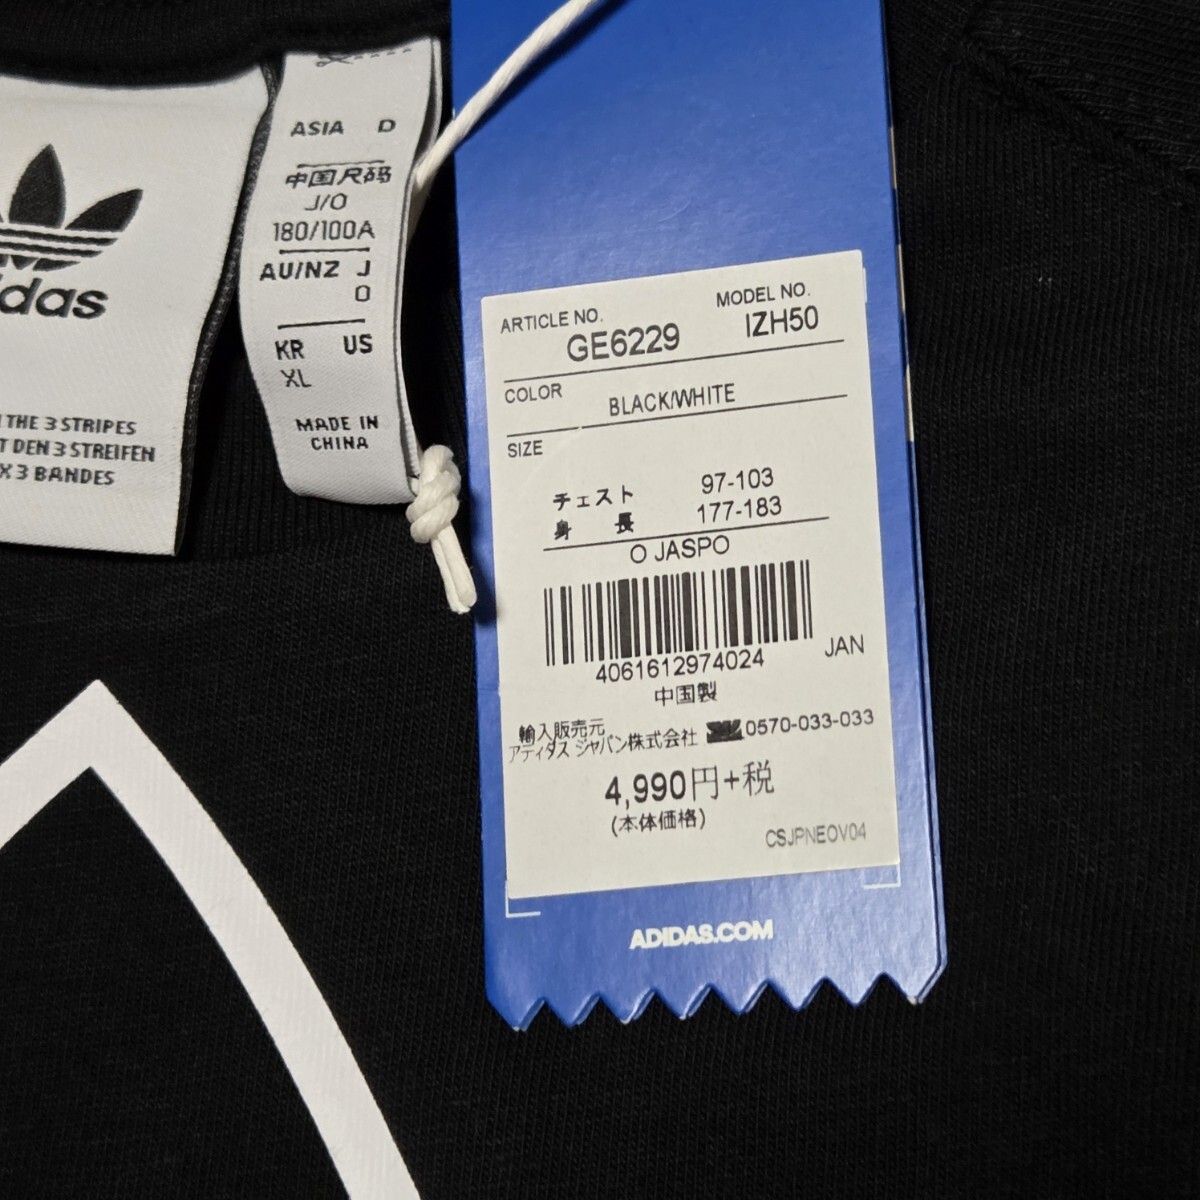 ASIA D
中国尺码
J/O
180/100A
AU/NZ J
O
KR US
XL
MADE IN
CHINA
das
THE 3 STRIPES
T DEN 3 STREIFEN
X 3 BANDES
ARTICLE NO. MODEL NO.
GE6229 IZH50
COLOR
BLACK/WHITE
SIZE
チェスト 97-103
身 長 177-183
O JASPO
4061612974024 JAN
中国製
輸入販売元
アディダス ジャパン株式会社 0570-033-033
4,990円+税
(本体価格)
CSJPNEOV04
ADIDAS.COM